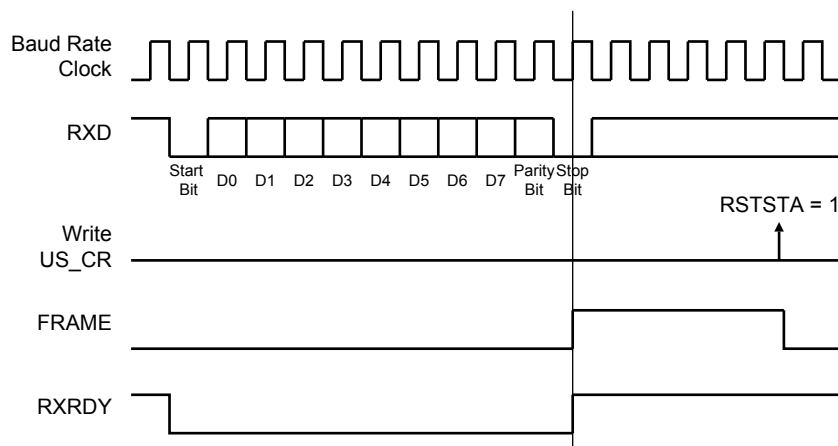 Baud Rate
Clock
RXD
Start
Bit
D0
D1
D2
D3
D4
D5
D6
D7
Parity
Bit
Stop
Bit
RSTSTA = 1
Write
US_CR
FRAME
RXRDY